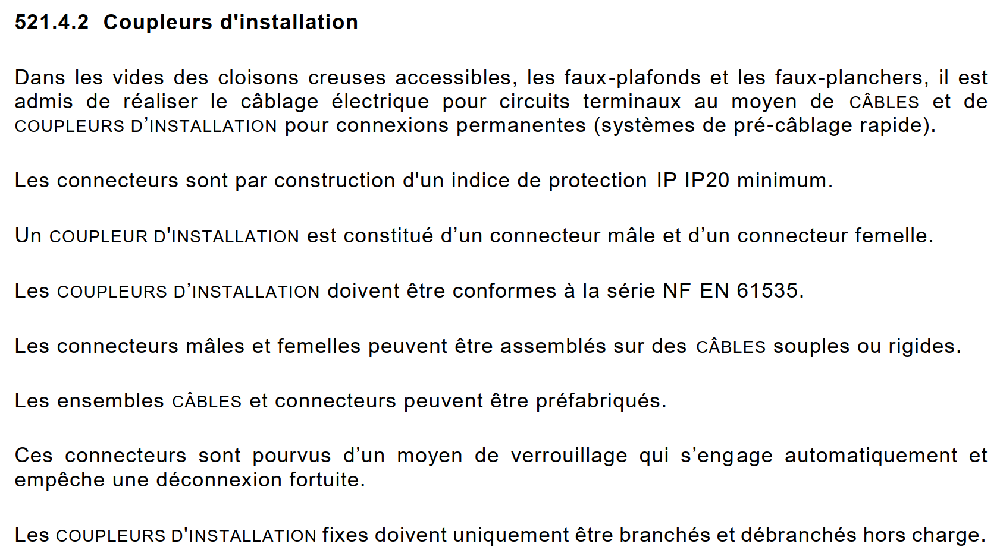 521.4.2 Coupleurs d'installation
Dans les vides des cloisons creuses accessibles, les faux-plafonds et les faux-planchers, il est
admis de réaliser le câblage électrique pour circuits terminaux au moyen de CÂBLES et de
COUPLEURS D’INSTALLATION pour connexions permanentes (systèmes de pré-câblage rapide).
Les connecteurs sont par construction d'un indice de protection IP IP20 minimum.
Un COUPLEUR D'INSTALLATION est constitué d’un connecteur mâle et d’un connecteur femelle.
Les COUPLEURS D’INSTALLATION doivent être conformes à la série NF EN 61535.
Les connecteurs mâles et femelles peuvent être assemblés sur des CÂBLES souples ou rigides.
Les ensembles CÂBLES et connecteurs peuvent être préfabriqués.
Ces connecteurs sont pourvus d’un moyen de verrouillage qui s’engage automatiquement et
empêche une déconnexion fortuite.
Les COUPLEURS D'INSTALLATION fixes doivent uniquement être branchés et débranchés hors charge.